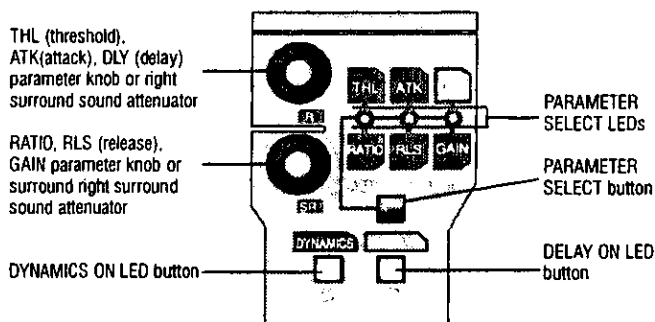 THL (threshold),
ATK(attack), DLY (delay)
parameter knob or right
surround sound attenuator
THL ATK
R
PARAMETER
SELECT LEDs
RATIO, RLS (release),
GAIN parameter knob or
surround right surround
sound attenuator
RATIO RLS GAIN
SR
PARAMETER
SELECT button
DYNAMICS
DYNAMICS ON LED button
DELAY ON LED
button